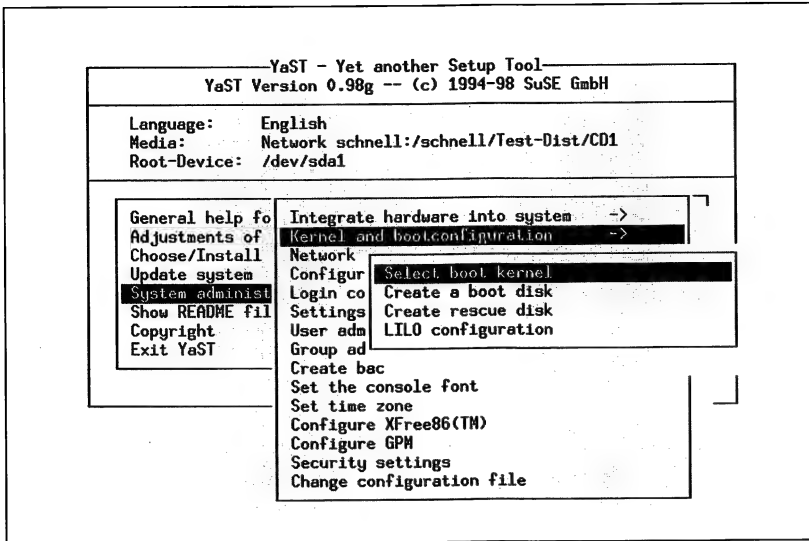 YaST - Yet another Setup Tool
YaST Version 0.98g -- (c) 1994-98 SuSE GmbH
Language: English
Media: Network schnell:/schnell/Test-Dist/CD1
Root-Device: /dev/sda1
General help fo
Adjustments of
Choose/Install
Update system
System administ
Show README fil
Copyright
Exit YaST
Integrate hardware into system ->
Kernel and bootconfiguration ->
Network
Configur
Login co
Settings
User adm
Group ad
Create bac
Set the console font
Set time zone
Configure XFree86(TM)
Configure GPM
Security settings
Change configuration file
Select boot kernel
Create a boot disk
Create rescue disk
LILO configuration